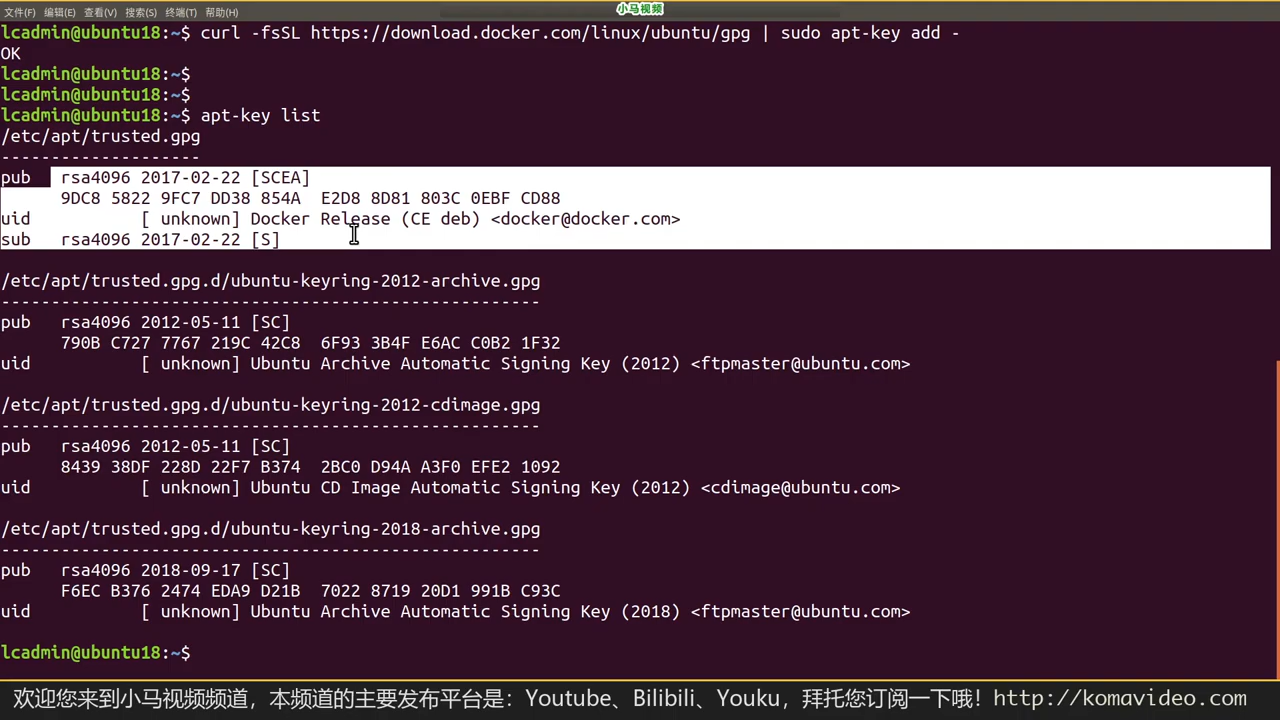 小马视频
文件(F) 编辑(E) 查看(V) 搜索(S) 终端(T) 帮助(H)
lcadmin@ubuntu18:~$ curl -fsSL https://download.docker.com/linux/ubuntu/gpg | sudo apt-key add -
OK
lcadmin@ubuntu18:~$
lcadmin@ubuntu18:~$
lcadmin@ubuntu18:~$ apt-key list
/etc/apt/trusted.gpg
--------------------
pub   rsa4096 2017-02-22 [SCEA]
      9DC8 5822 9FC7 DD38 854A  E2D8 8D81 803C 0EBF CD88
uid           [ unknown] Docker Release (CE deb) <docker@docker.com>
sub   rsa4096 2017-02-22 [S]
/etc/apt/trusted.gpg.d/ubuntu-keyring-2012-archive.gpg
------------------------------------------------------
pub   rsa4096 2012-05-11 [SC]
      790B C727 7767 219C 42C8  6F93 3B4F E6AC C0B2 1F32
uid           [ unknown] Ubuntu Archive Automatic Signing Key (2012) <ftpmaster@ubuntu.com>
/etc/apt/trusted.gpg.d/ubuntu-keyring-2012-cdimage.gpg
------------------------------------------------------
pub   rsa4096 2012-05-11 [SC]
      8439 38DF 228D 22F7 B374  2BC0 D94A A3F0 EFE2 1092
uid           [ unknown] Ubuntu CD Image Automatic Signing Key (2012) <cdimage@ubuntu.com>
/etc/apt/trusted.gpg.d/ubuntu-keyring-2018-archive.gpg
------------------------------------------------------
pub   rsa4096 2018-09-17 [SC]
      F6EC B376 2474 EDA9 D21B  7022 8719 20D1 991B C93C
uid           [ unknown] Ubuntu Archive Automatic Signing Key (2018) <ftpmaster@ubuntu.com>
lcadmin@ubuntu18:~$
欢迎您来到小马视频频道，本频道的主要发布平台是：Youtube、Bilibili、Youku，拜托您订阅一下哦！http://komavideo.com